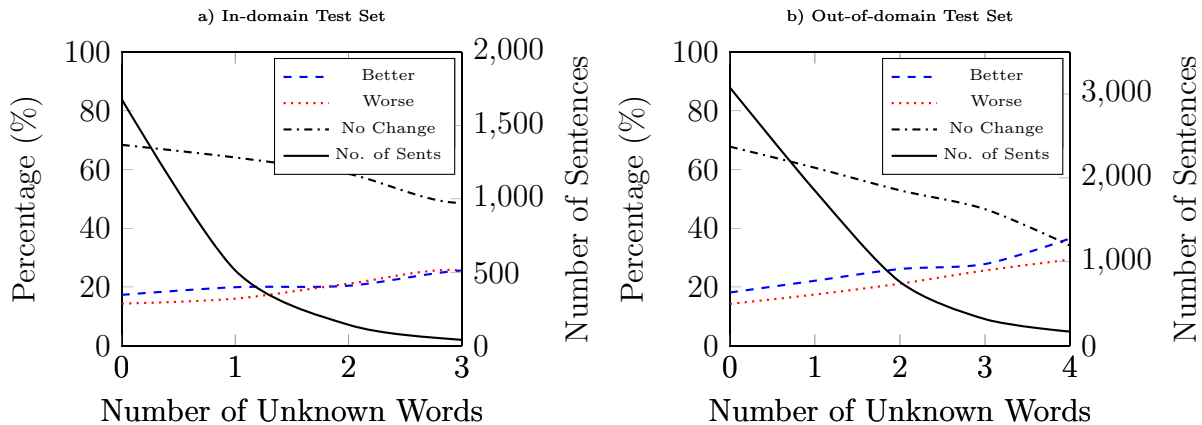 a) In-domain Test Set
100
80
60
40
20
0
Percentage (%)
2,000
1,500
1,000
500
0
Number of Sentences
Better
Worse
No Change
No. of Sents
0 1 2 3
Number of Unknown Words
b) Out-of-domain Test Set
100
80
60
40
20
0
Percentage (%)
3,000
2,000
1,000
0
Number of Sentences
Better
Worse
No Change
No. of Sents
0 1 2 3 4
Number of Unknown Words